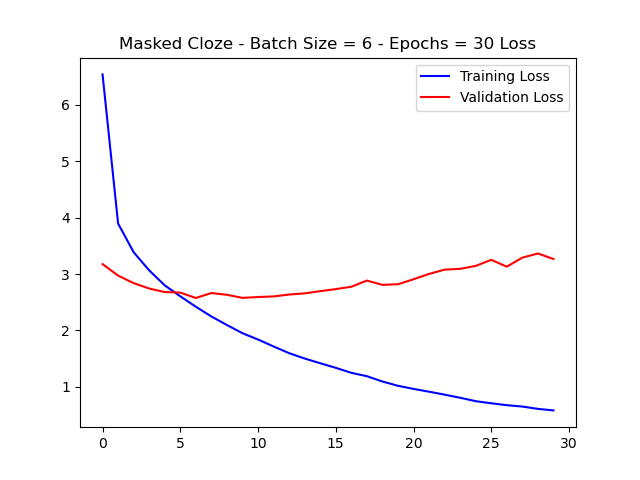 Masked Cloze - Batch Size = 6 - Epochs = 30 Loss
Training Loss
Validation Loss
6
5
4
3
2
1
0 5 10 15 20 25 30